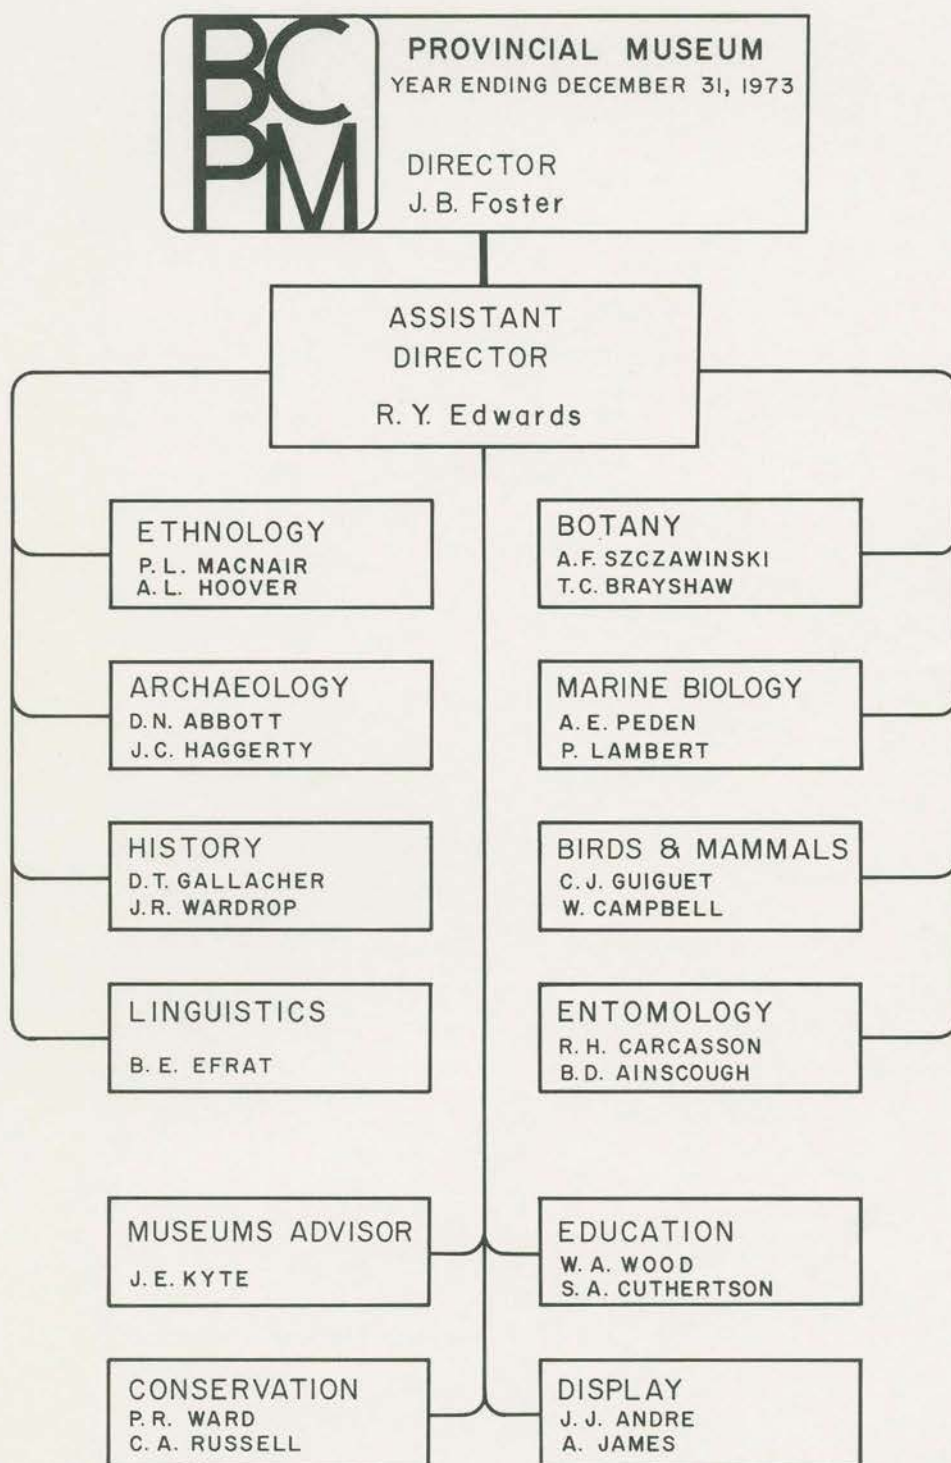 BC
PM
PROVINCIAL MUSEUM
YEAR ENDING DECEMBER 31, 1973
DIRECTOR
J. B. Foster
ASSISTANT
DIRECTOR
R. Y. Edwards
ETHNOLOGY
P. L. MACNAIR
A. L. HOOVER
ARCHAEOLOGY
D. N. ABBOTT
J. C. HAGGERTY
HISTORY
D. T. GALLACHER
J. R. WARDROP
LINGUISTICS
B. E. EFRAT
BOTANY
A. F. SZCZAWINSKI
T. C. BRAYSHAW
MARINE BIOLOGY
A. E. PEDEN
P. LAMBERT
BIRDS & MAMMALS
C. J. GUIGUET
W. CAMPBELL
ENTOMOLOGY
R. H. CARCASSON
B. D. AINSCOUGH
MUSEUMS ADVISOR
J. E. KYTE
EDUCATION
W. A. WOOD
S. A. CUTHERTSON
CONSERVATION
P. R. WARD
C. A. RUSSELL
DISPLAY
J. J. ANDRE
A. JAMES